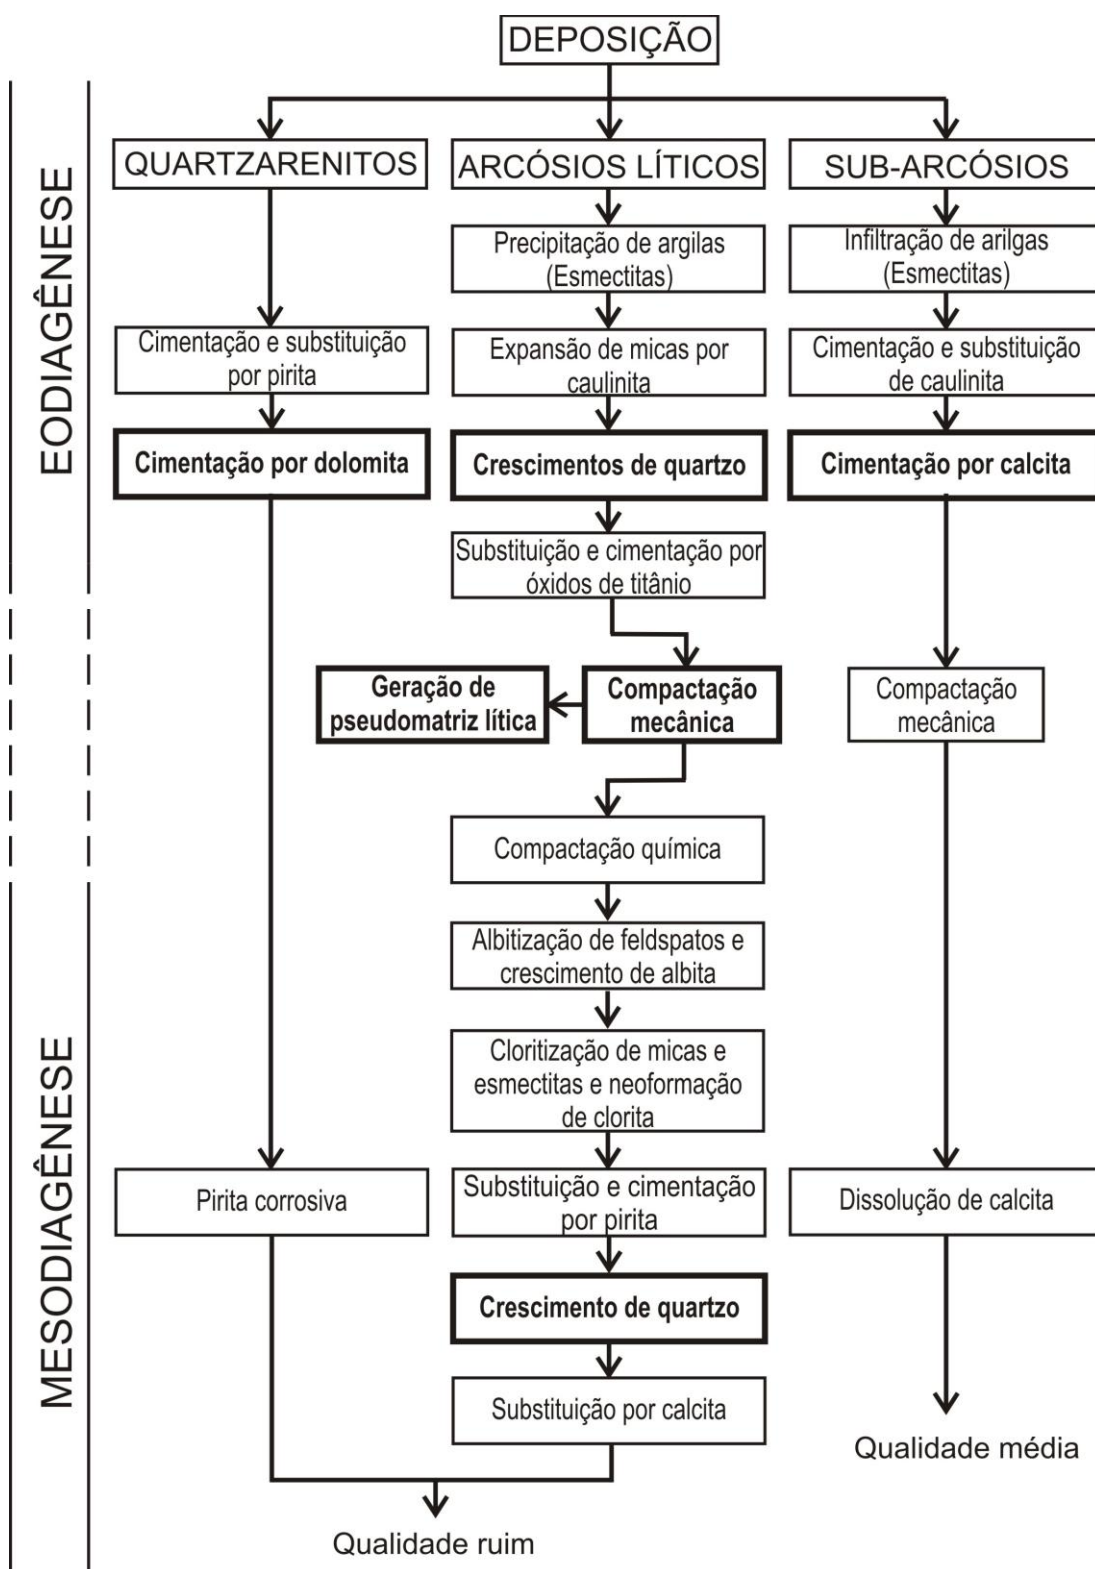 DEPOSIÇÃO
EODIAGÊNESE
QUARTZARENITOS
ARCÓSIOS LÍTICOS
SUB-ARCÓSIOS
Precipitação de argilas
(Esmectitas)
Infiltração de arilgas
(Esmectitas)
Cimentação e substituição
por pirita
Expansão de micas por
caulinita
Cimentação e substituição
de caulinita
Cimentação por dolomita
Crescimentos de quartzo
Cimentação por calcita
Substituição e cimentação por
óxidos de titânio
Geração de
pseudomatriz lítica
Compactação
mecânica
Compactação
mecânica
Compactação química
MESODIAGÊNESE
Albitização de feldspatos e
crescimento de albita
Cloritização de micas e
esmectitas e neoformação
de clorita
Pirita corrosiva
Substituição e cimentação
por pirita
Dissolução de calcita
Crescimento de quartzo
Substituição por calcita
Qualidade média
Qualidade ruim